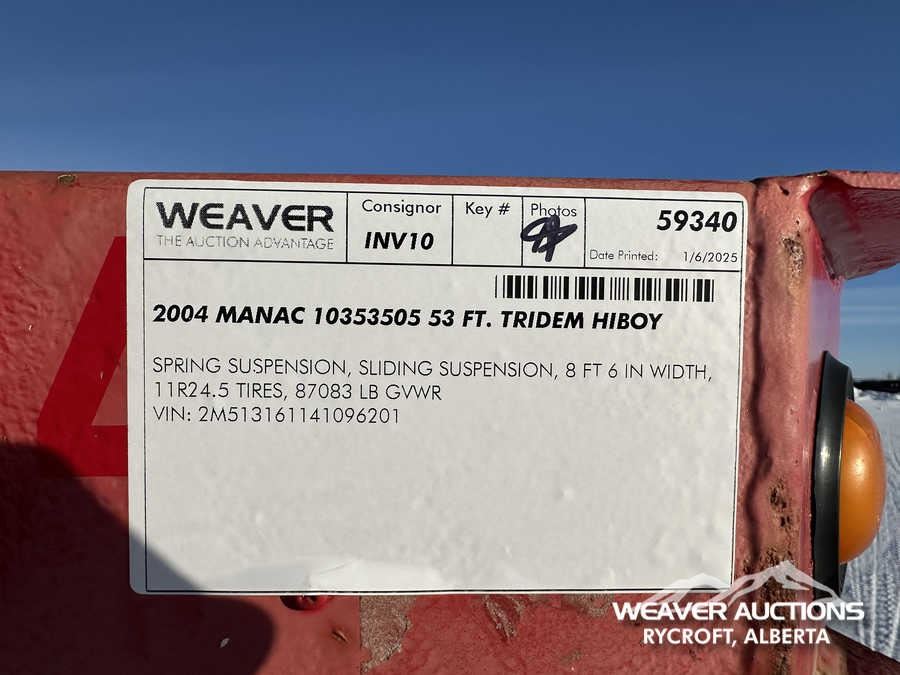 WEAVER
THE AUCTION ADVANTAGE
Consignor
INV10
Key #
Photos
59340
Date Printed: 1/6/2025
2004 MANAC 10353505 53 FT. TRIDEM HIBOY
SPRING SUSPENSION, SLIDING SUSPENSION, 8 FT 6 IN WIDTH,
11R24.5 TIRES, 87083 LB GVWR
VIN: 2M513161141096201
WEAVER AUCTIONS
RYCROFT, ALBERTA